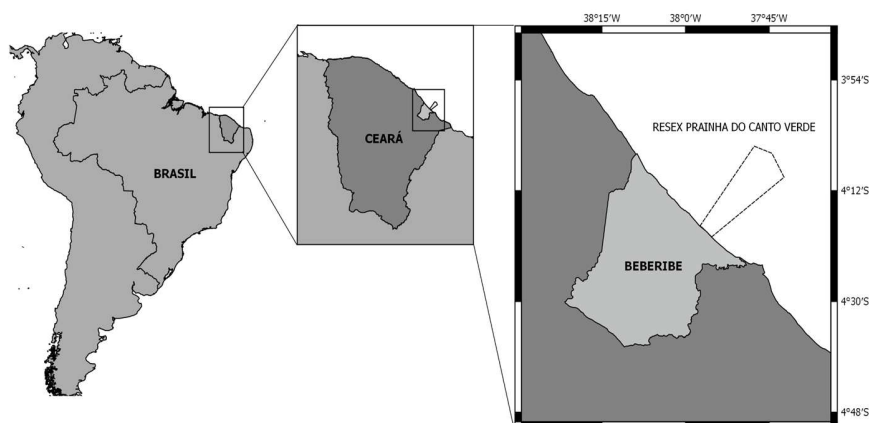 BRASIL
CEARÁ
38°15'W 38°0'W 37°45'W
3°54'S
RESEX PRAINHA DO CANTO VERDE
4°12'S
BEBERIBE
4°30'S
4°48'S